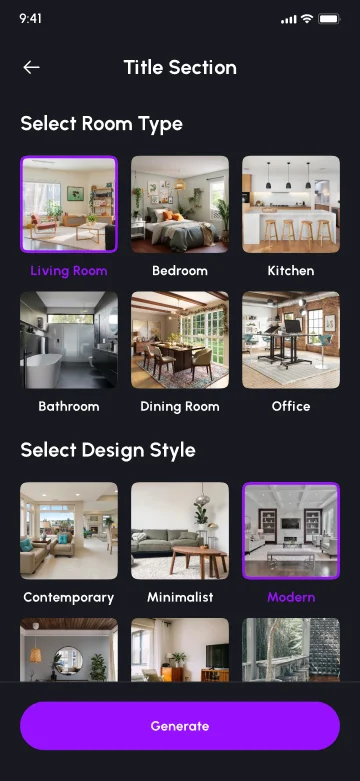 9:41
Title Section
Select Room Type
Living Room Bedroom Kitchen
Bathroom Dining Room Office
Select Design Style
Contemporary Minimalist Modern
Generate